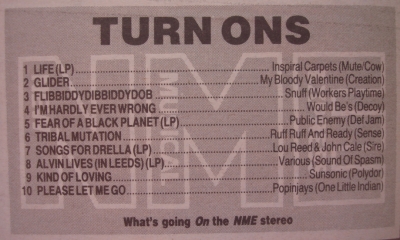 TURN ONS
1 LIFE (LP)........Inspiral Carpets (Mute/Cow)
2 GLIDER........My Bloody Valentine (Creation)
3 FLIBBIDDYDIBBIDDYDOB........Snuff (Workers Playtime)
4 I'M HARDLY EVER WRONG........Would Be's (Decoy)
5 FEAR OF A BLACK PLANET (LP)........Public Enemy (Def Jam)
6 TRIBAL MUTATION........Ruff Ruff And Ready (Sense)
7 SONGS FOR DRELLA (LP)........Lou Reed & John Cale (Sire)
8 ALVIN LIVES (IN LEEDS) (LP)........Various (Sound Of Spasm)
9 KIND OF LOVING........Sunsonic (Polydor)
10 PLEASE LET ME GO........Popinjays (One Little Indian)
What's going On the NME stereo